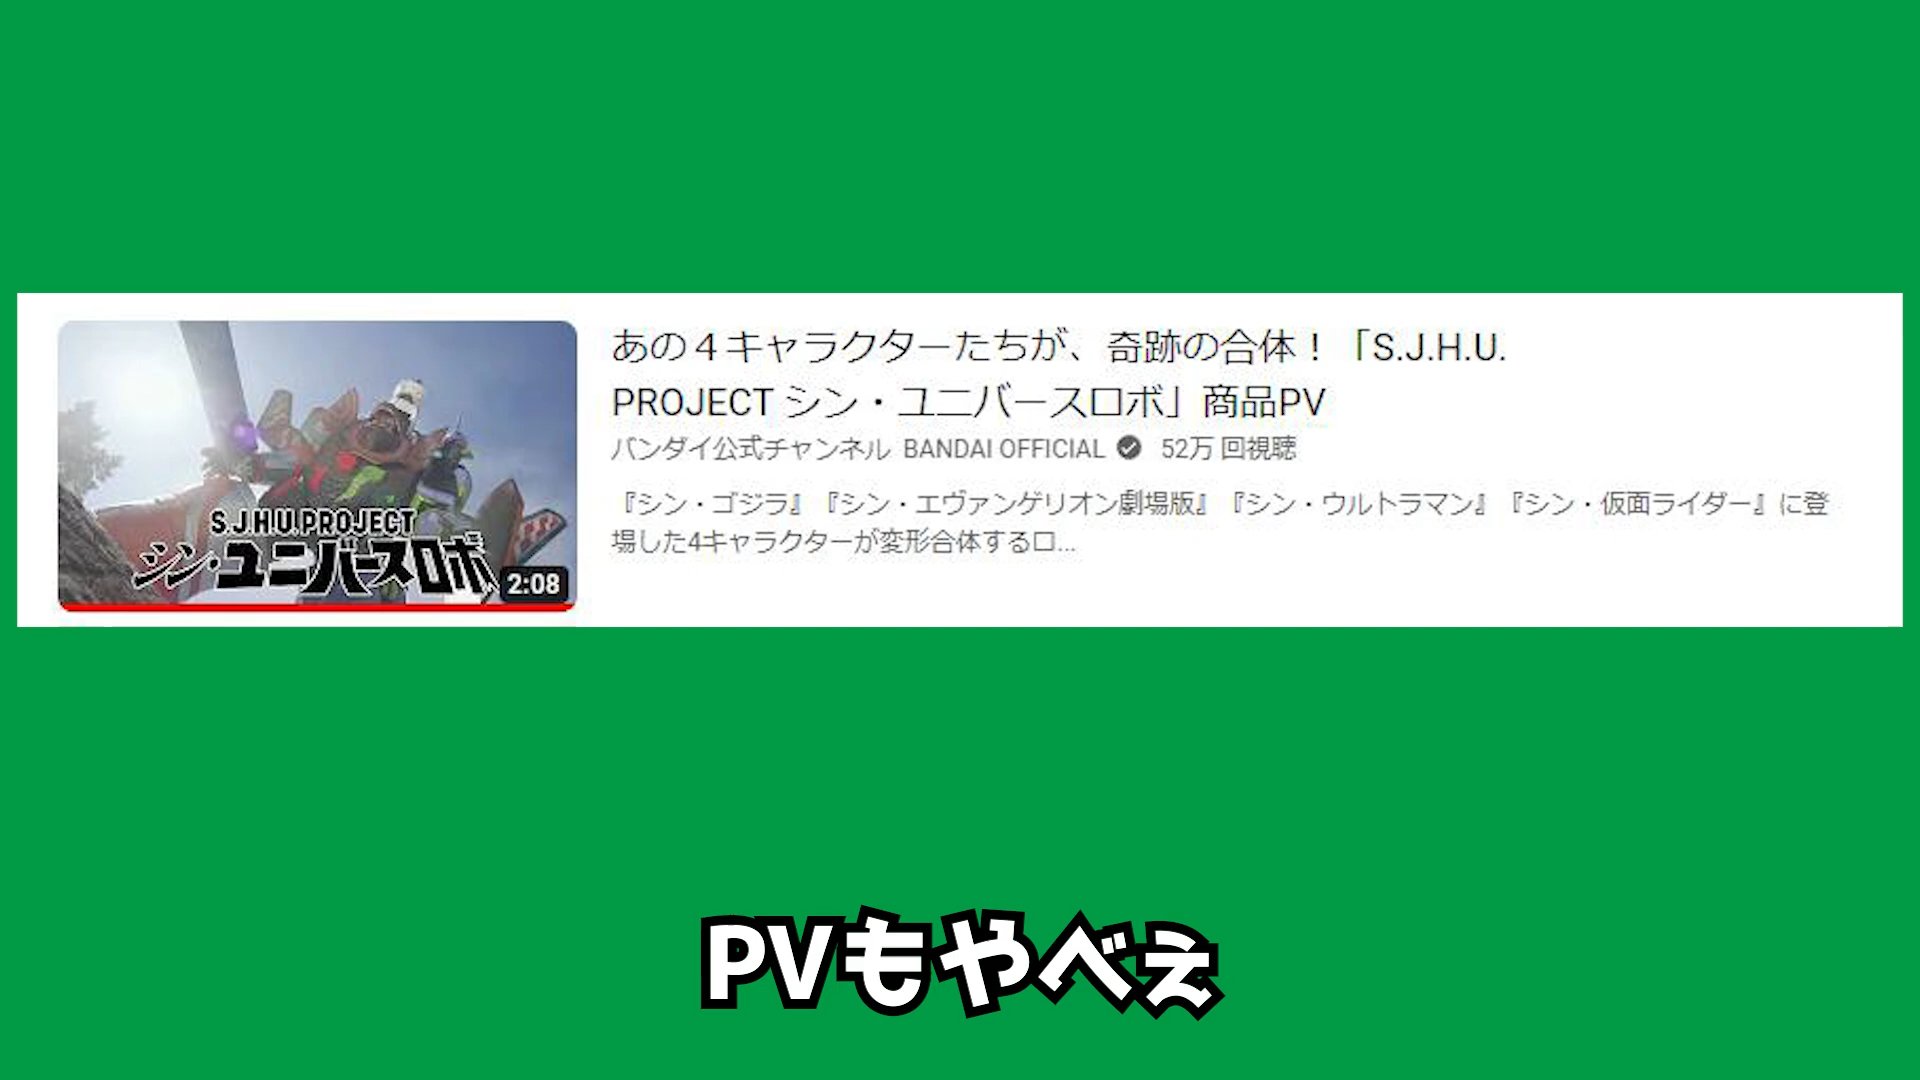 あの４キャラクターたちが、奇跡の合体！「S.J.H.U.
PROJECT シン・ユニバースロボ」商品PV
バンダイ公式チャンネル BANDAI OFFICIAL 52万 回視聴
『シン・ゴジラ』『シン・エヴァンゲリオン劇場版』『シン・ウルトラマン』『シン・仮面ライダー』に登
場した4キャラクターが変形合体するロ...
S.J.H.U.PROJECT
シン・ユニバースロボ
2:08
PVもやべぇ